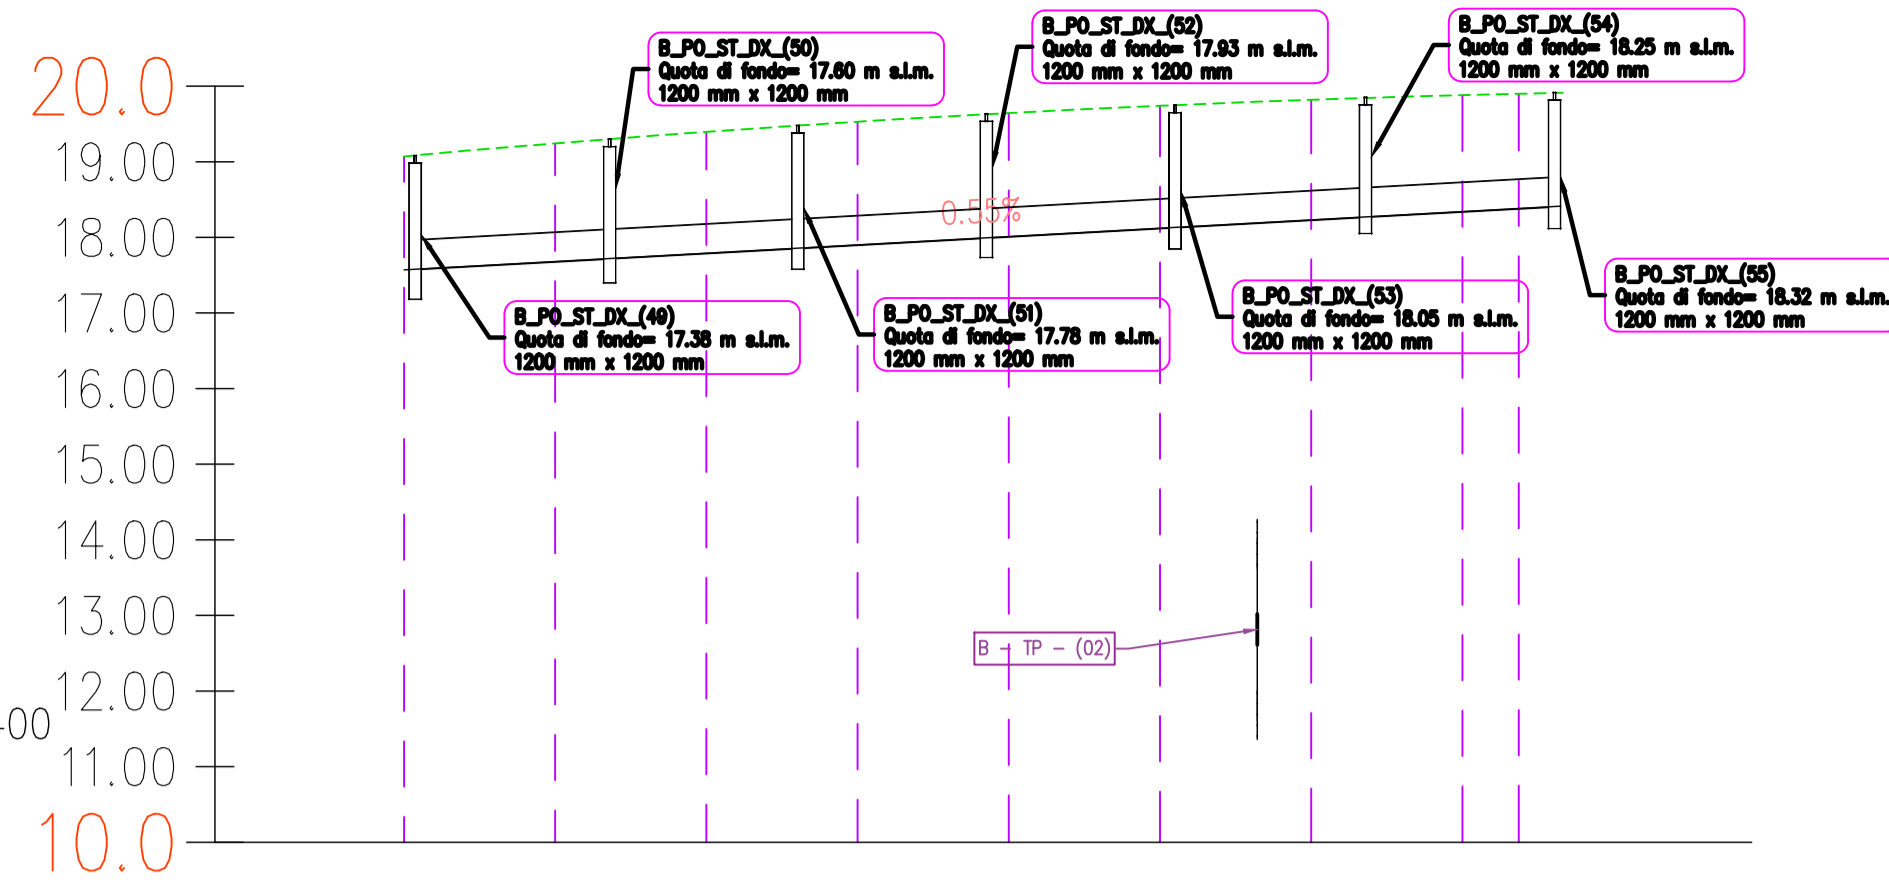 B_PO_ST_DX_(50)
Quota di fondo= 17.60 m s.l.m.
1200 mm x 1200 mm
B_PO_ST_DX_(52)
Quota di fondo= 17.93 m s.l.m.
1200 mm x 1200 mm
B_PO_ST_DX_(54)
Quota di fondo= 18.25 m s.l.m.
1200 mm x 1200 mm
20.0
19.00
18.00
17.00
16.00
15.00
14.00
13.00
12.00
11.00
10.0
00
0.55%
B_PO_ST_DX_(49)
Quota di fondo= 17.38 m s.l.m.
1200 mm x 1200 mm
B_PO_ST_DX_(51)
Quota di fondo= 17.78 m s.l.m.
1200 mm x 1200 mm
B_PO_ST_DX_(53)
Quota di fondo= 18.05 m s.l.m.
1200 mm x 1200 mm
B_PO_ST_DX_(55)
Quota di fondo= 18.32 m s.l.m.
1200 mm x 1200 mm
B - TP - (02)